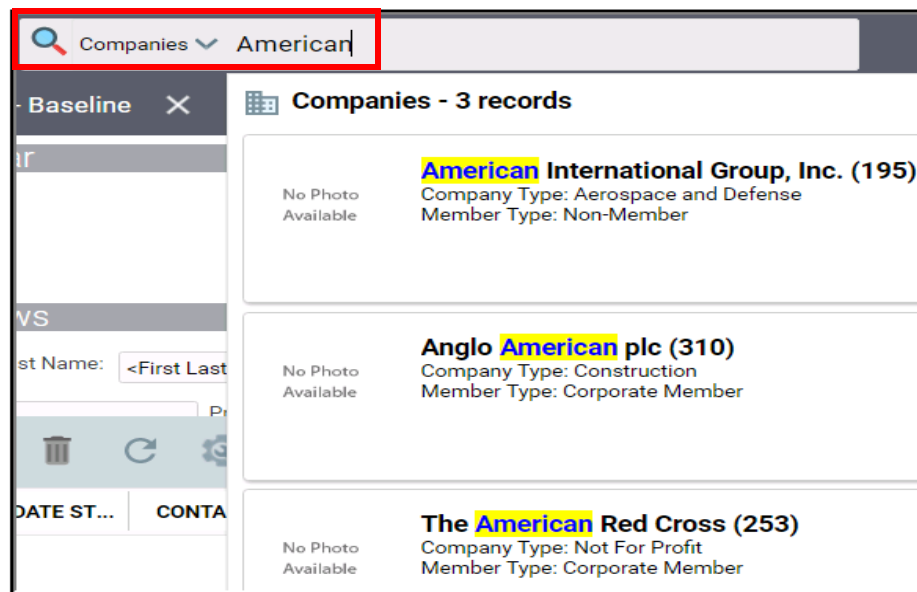 Companies American
- Baseline
Companies - 3 records
ar
American International Group, Inc. (195)
No Photo
Available
Company Type: Aerospace and Defense
Member Type: Non-Member
ws
Anglo American plc (310)
st Name: <First Last
No Photo
Available
Company Type: Construction
Member Type: Corporate Member
Pr
DATE ST... CONTA
The American Red Cross (253)
No Photo
Available
Company Type: Not For Profit
Member Type: Corporate Member